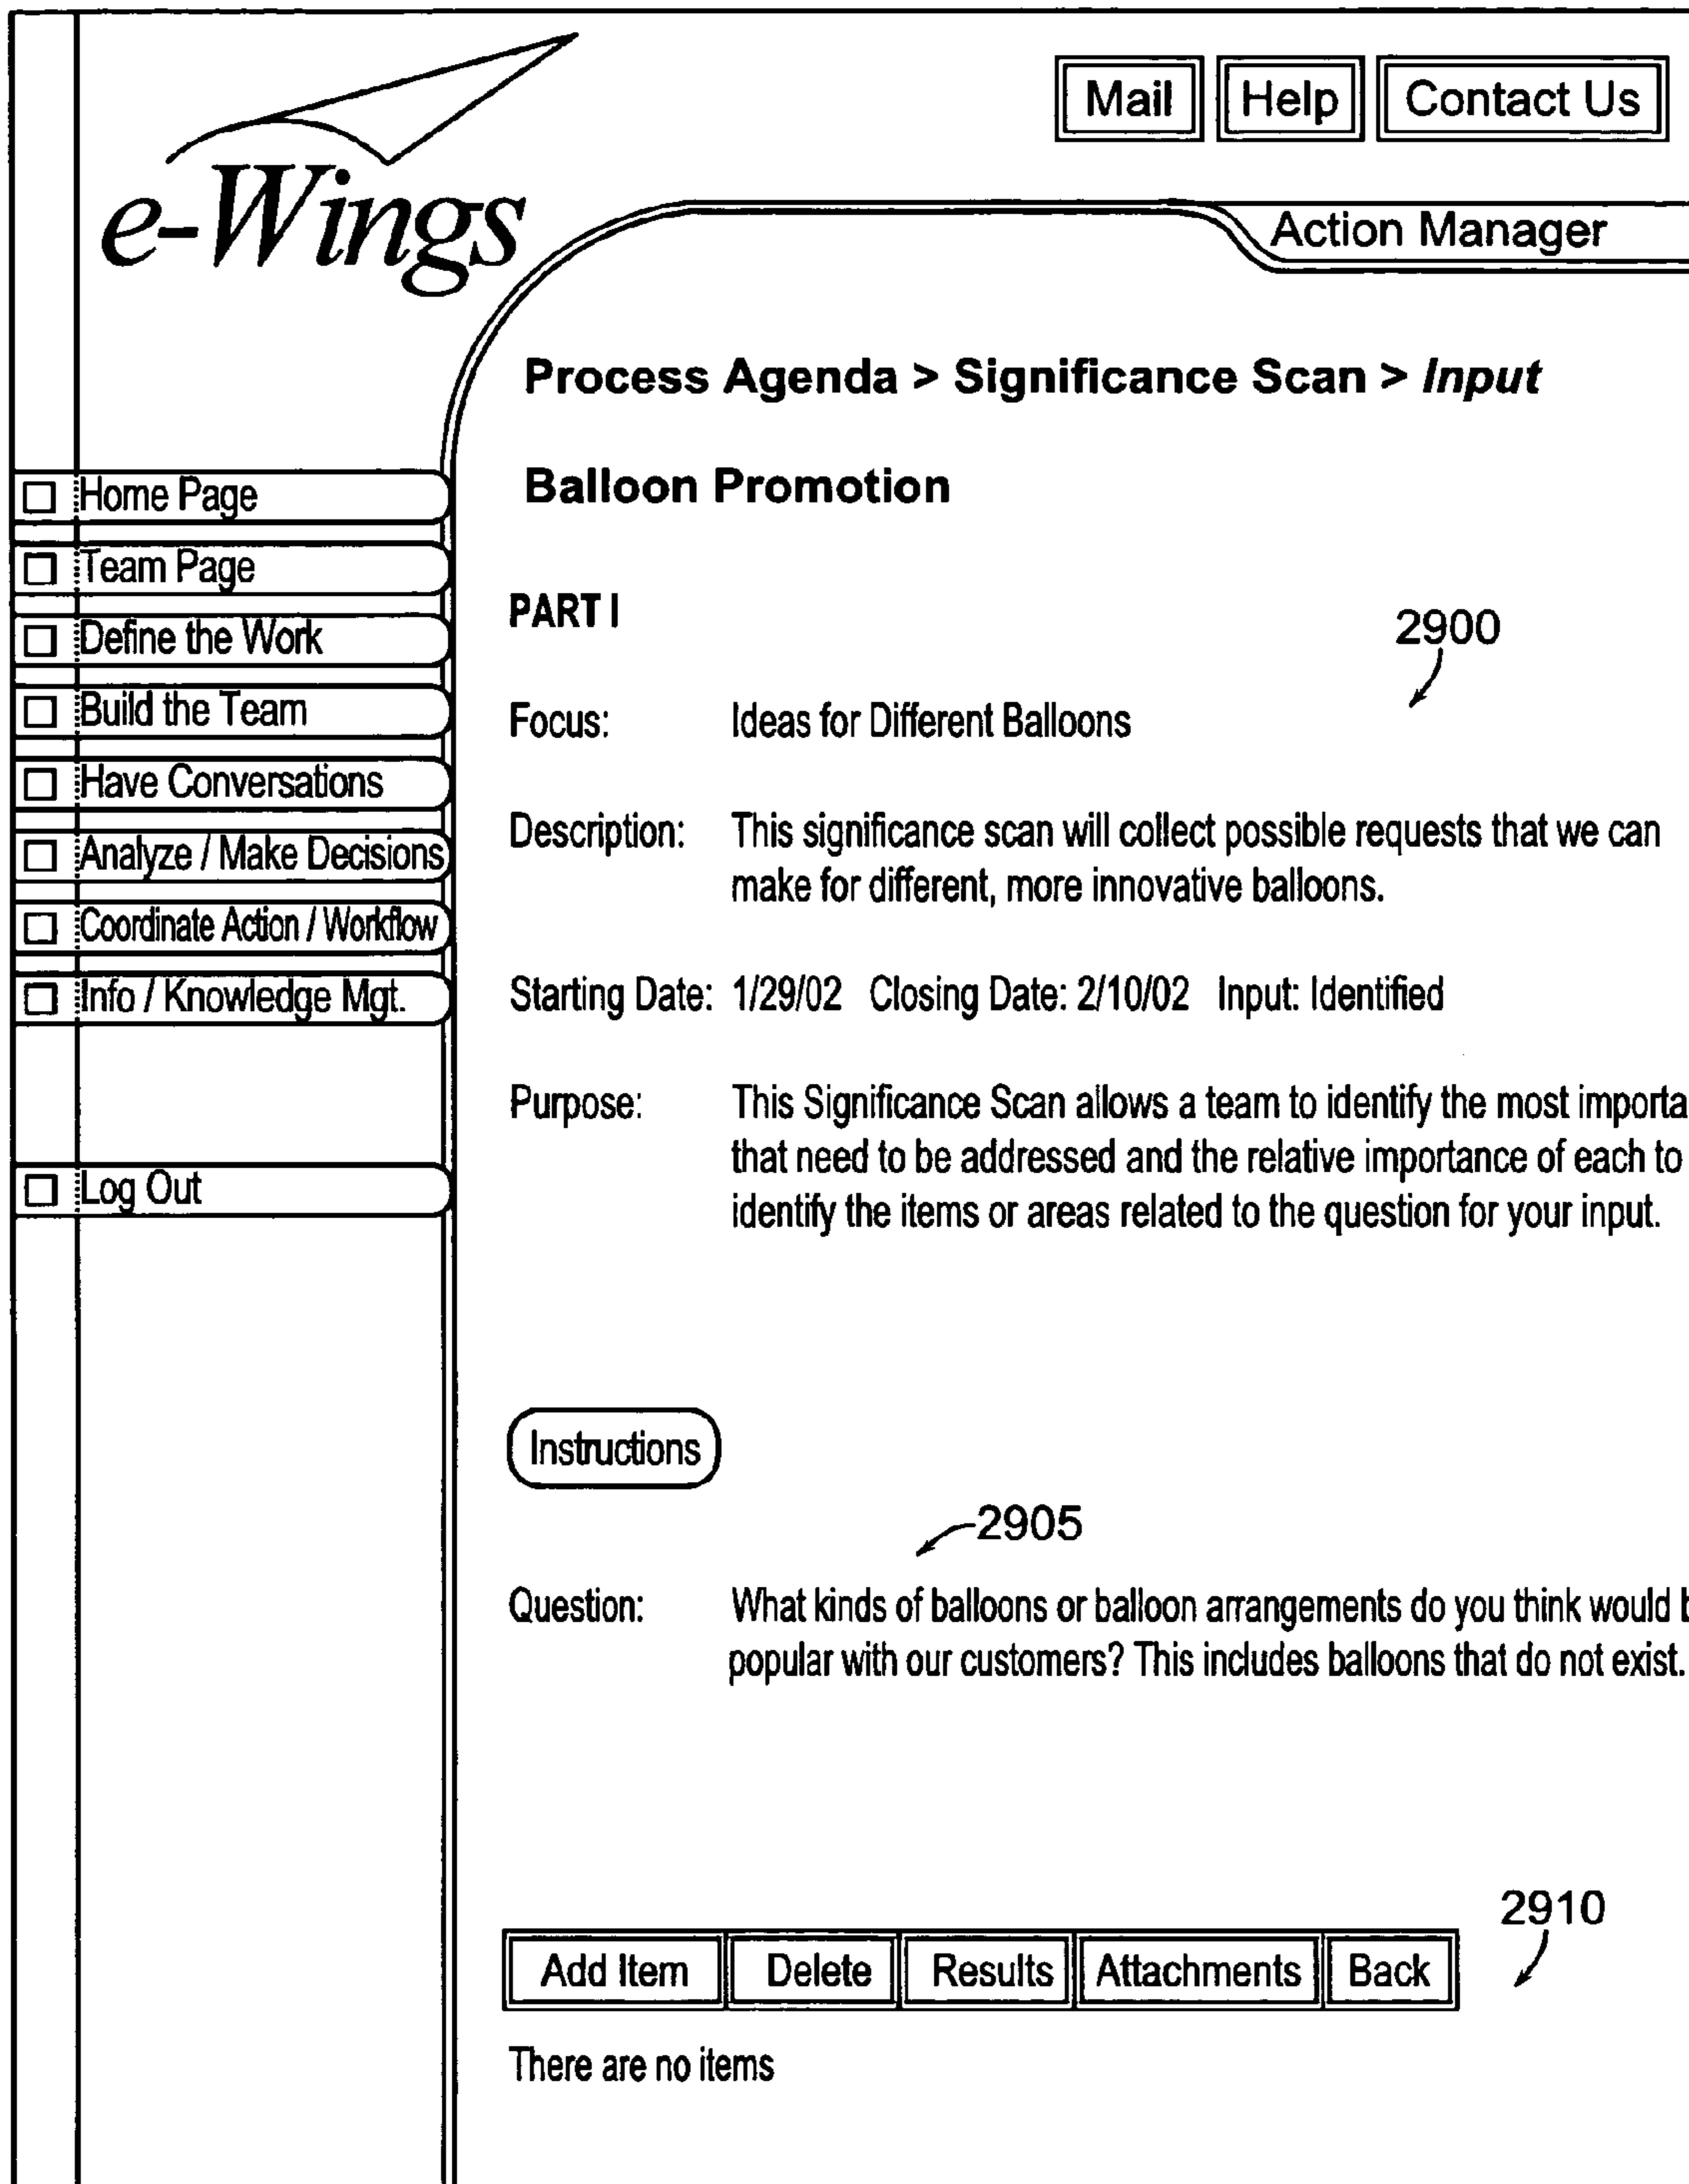 Mail Help Contact Us
e-Wings
Action Manager
Process Agenda > Significance Scan > Input
Home Page
Team Page
Define the Work
Build the Team
Have Conversations
Analyze / Make Decisions
Coordinate Action / Workflow
Info / Knowledge Mgt.
Log Out
Balloon Promotion
PART I
2900
Focus: Ideas for Different Balloons
Description: This significance scan will collect possible requests that we can
make for different, more innovative balloons.
Starting Date: 1/29/02 Closing Date: 2/10/02 Input: Identified
Purpose: This Significance Scan allows a team to identify the most importa
that need to be addressed and the relative importance of each to
identify the items or areas related to the question for your input.
Instructions
2905
Question: What kinds of balloons or balloon arrangements do you think would b
popular with our customers? This includes balloons that do not exist.
2910
Add Item Delete Results Attachments Back
There are no items